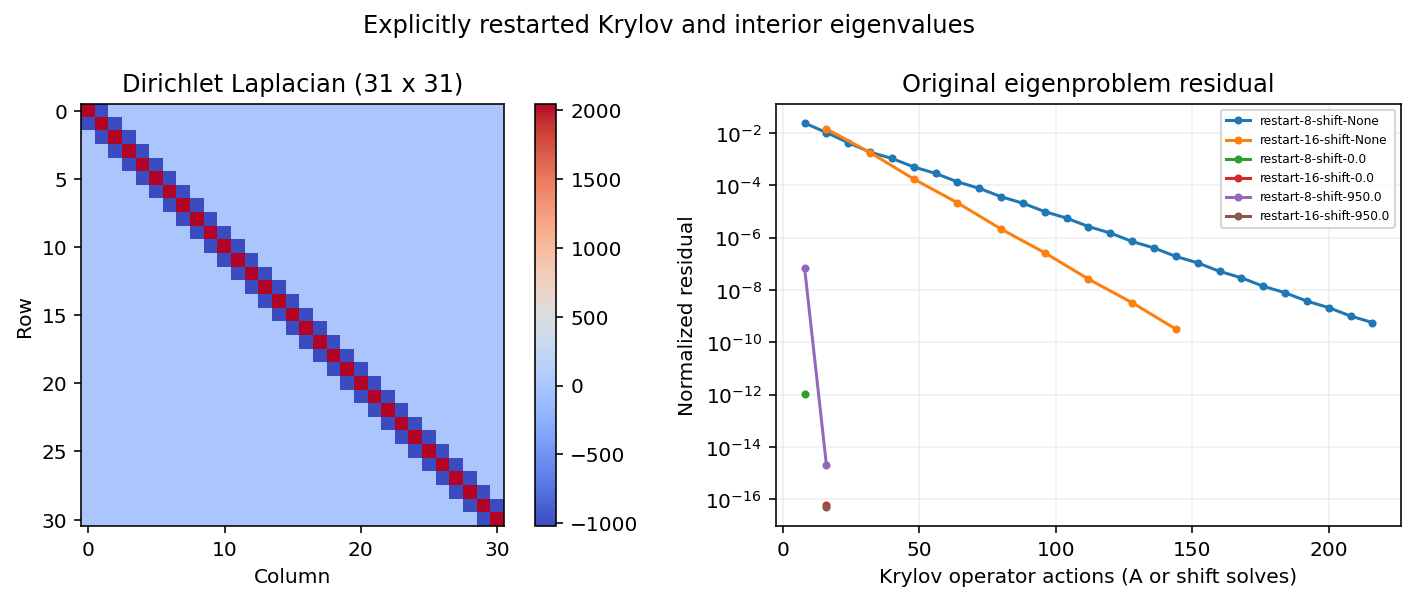 Explicitly restarted Krylov and interior eigenvalues
Dirichlet Laplacian (31 x 31)
Row
0
5
10
15
20
25
30
0
10
20
30
Column
2000
1500
1000
500
0
−500
−1000
Original eigenproblem residual
Normalized residual
10⁻²
10⁻⁴
10⁻⁶
10⁻⁸
10⁻¹⁰
10⁻¹²
10⁻¹⁴
10⁻¹⁶
restart-8-shift-None
restart-16-shift-None
restart-8-shift-0.0
restart-16-shift-0.0
restart-8-shift-950.0
restart-16-shift-950.0
0
50
100
150
200
Krylov operator actions (A or shift solves)